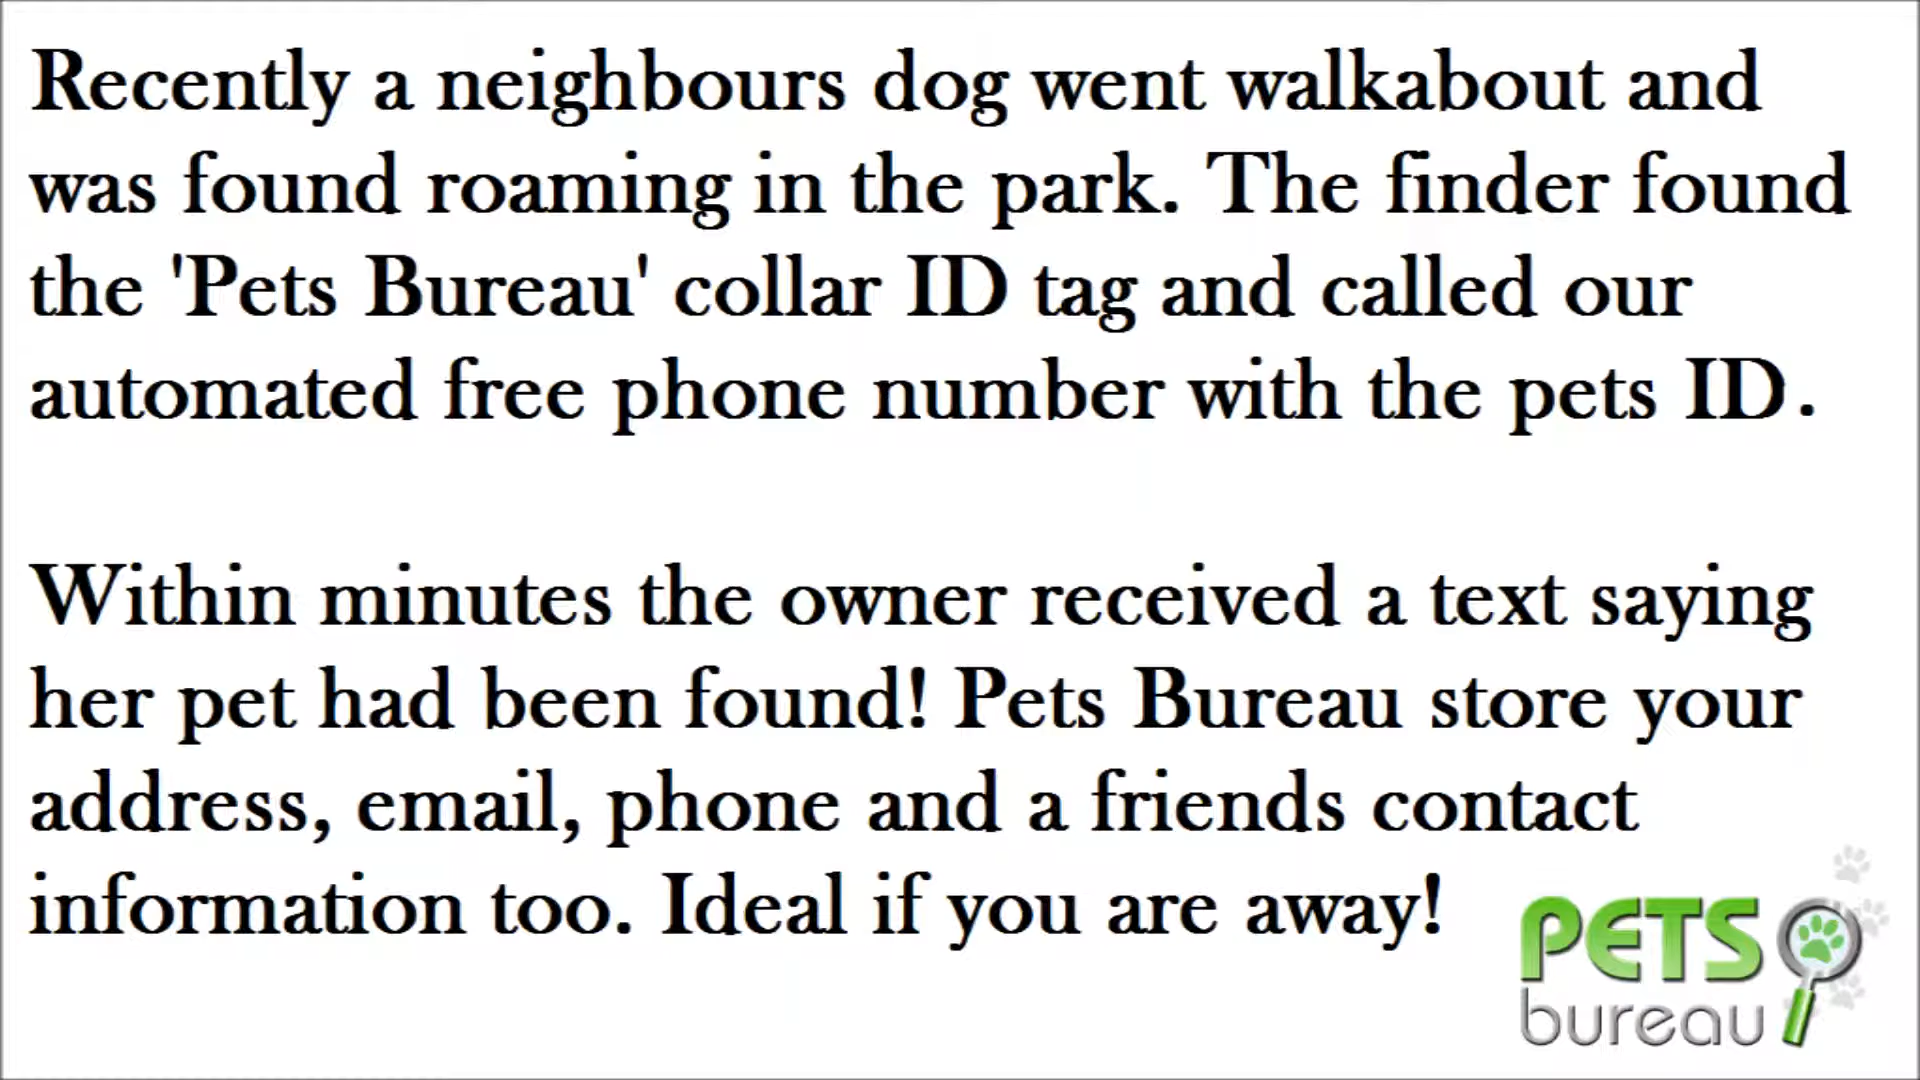 Recently a neighbours dog went walkabout and
was found roaming in the park. The finder found
the 'Pets Bureau' collar ID tag and called our
automated free phone number with the pets ID.
Within minutes the owner received a text saying
her pet had been found! Pets Bureau store your
address, email, phone and a friends contact
information too. Ideal if you are away!
PETS
bureau